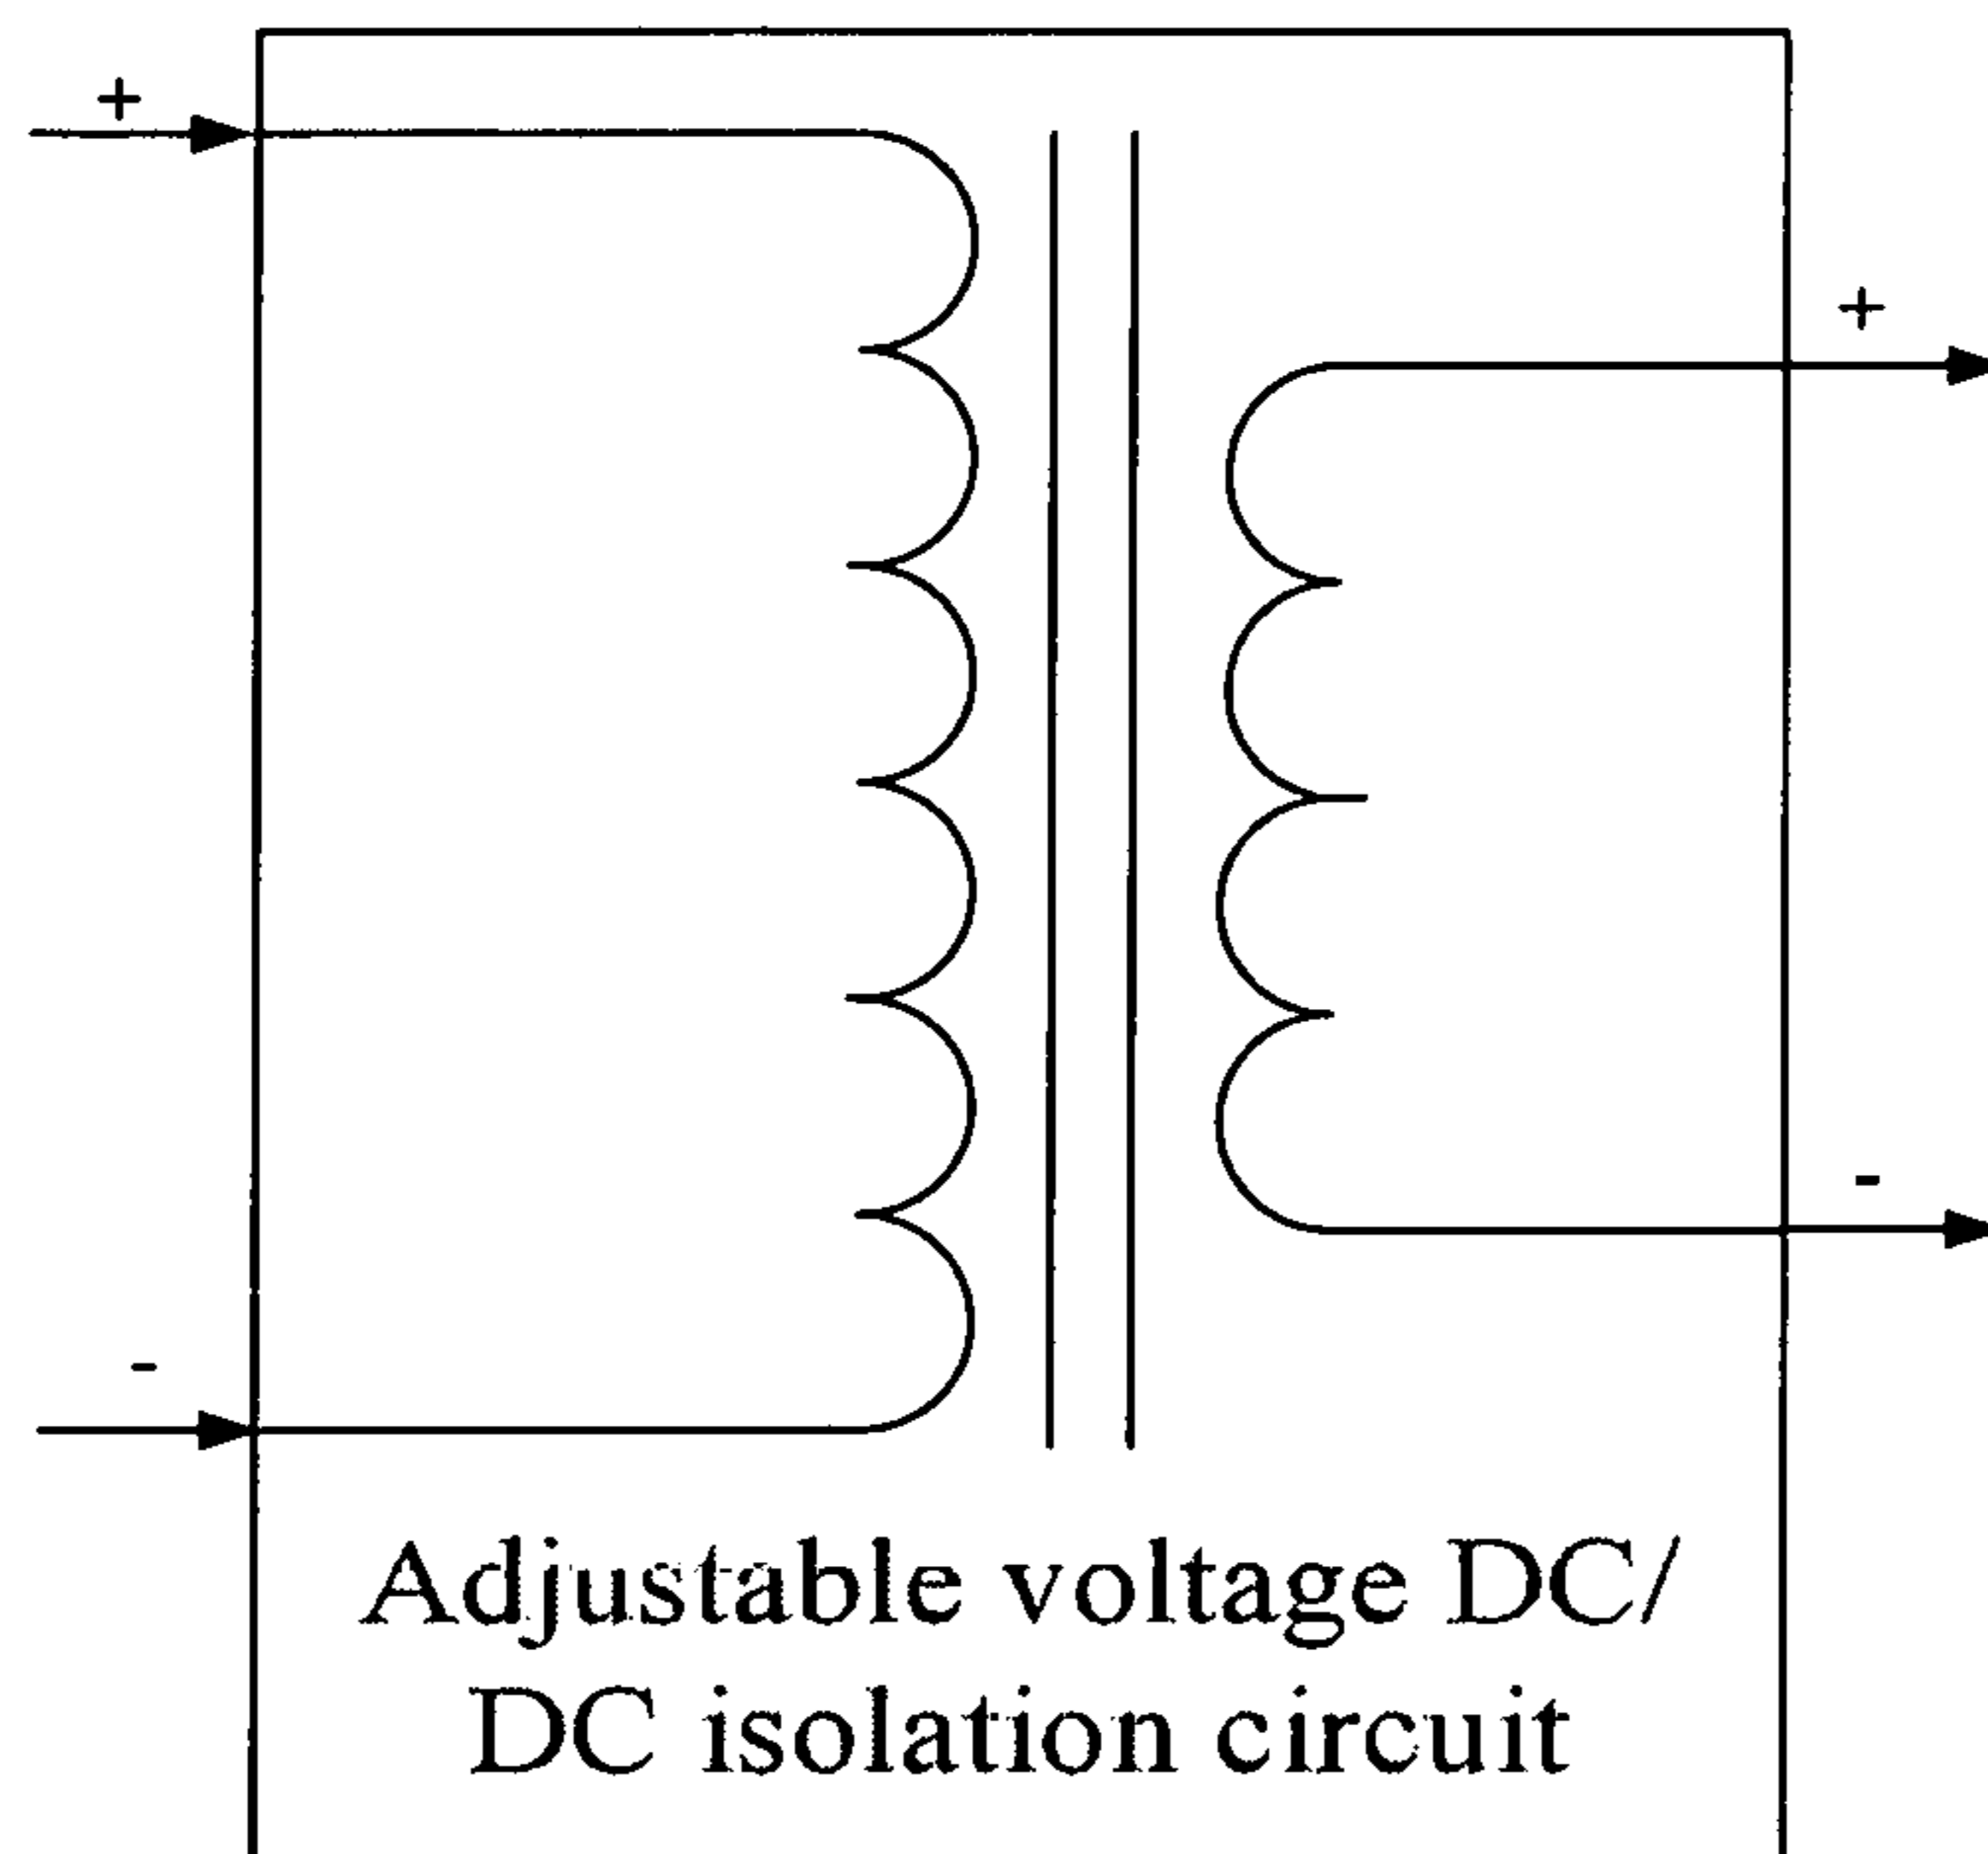 +
+
-
-
Adjustable voltage DC/
DC isolation circuit